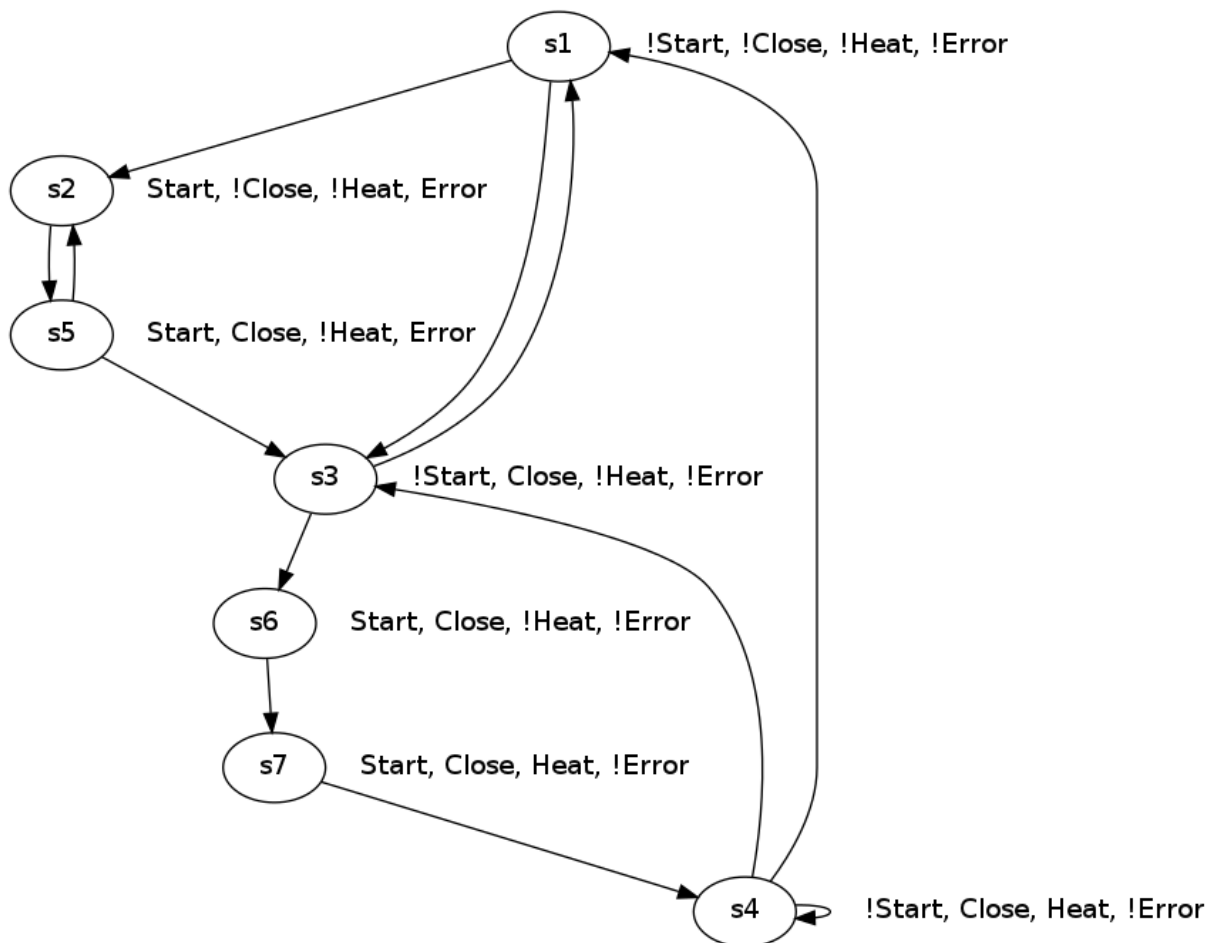 s1 !Start, !Close, !Heat, !Error
s2 Start, !Close, !Heat, Error
s5 Start, Close, !Heat, Error
s3 !Start, Close, !Heat, !Error
s6 Start, Close, !Heat, !Error
s7 Start, Close, Heat, !Error
s4 !Start, Close, Heat, !Error